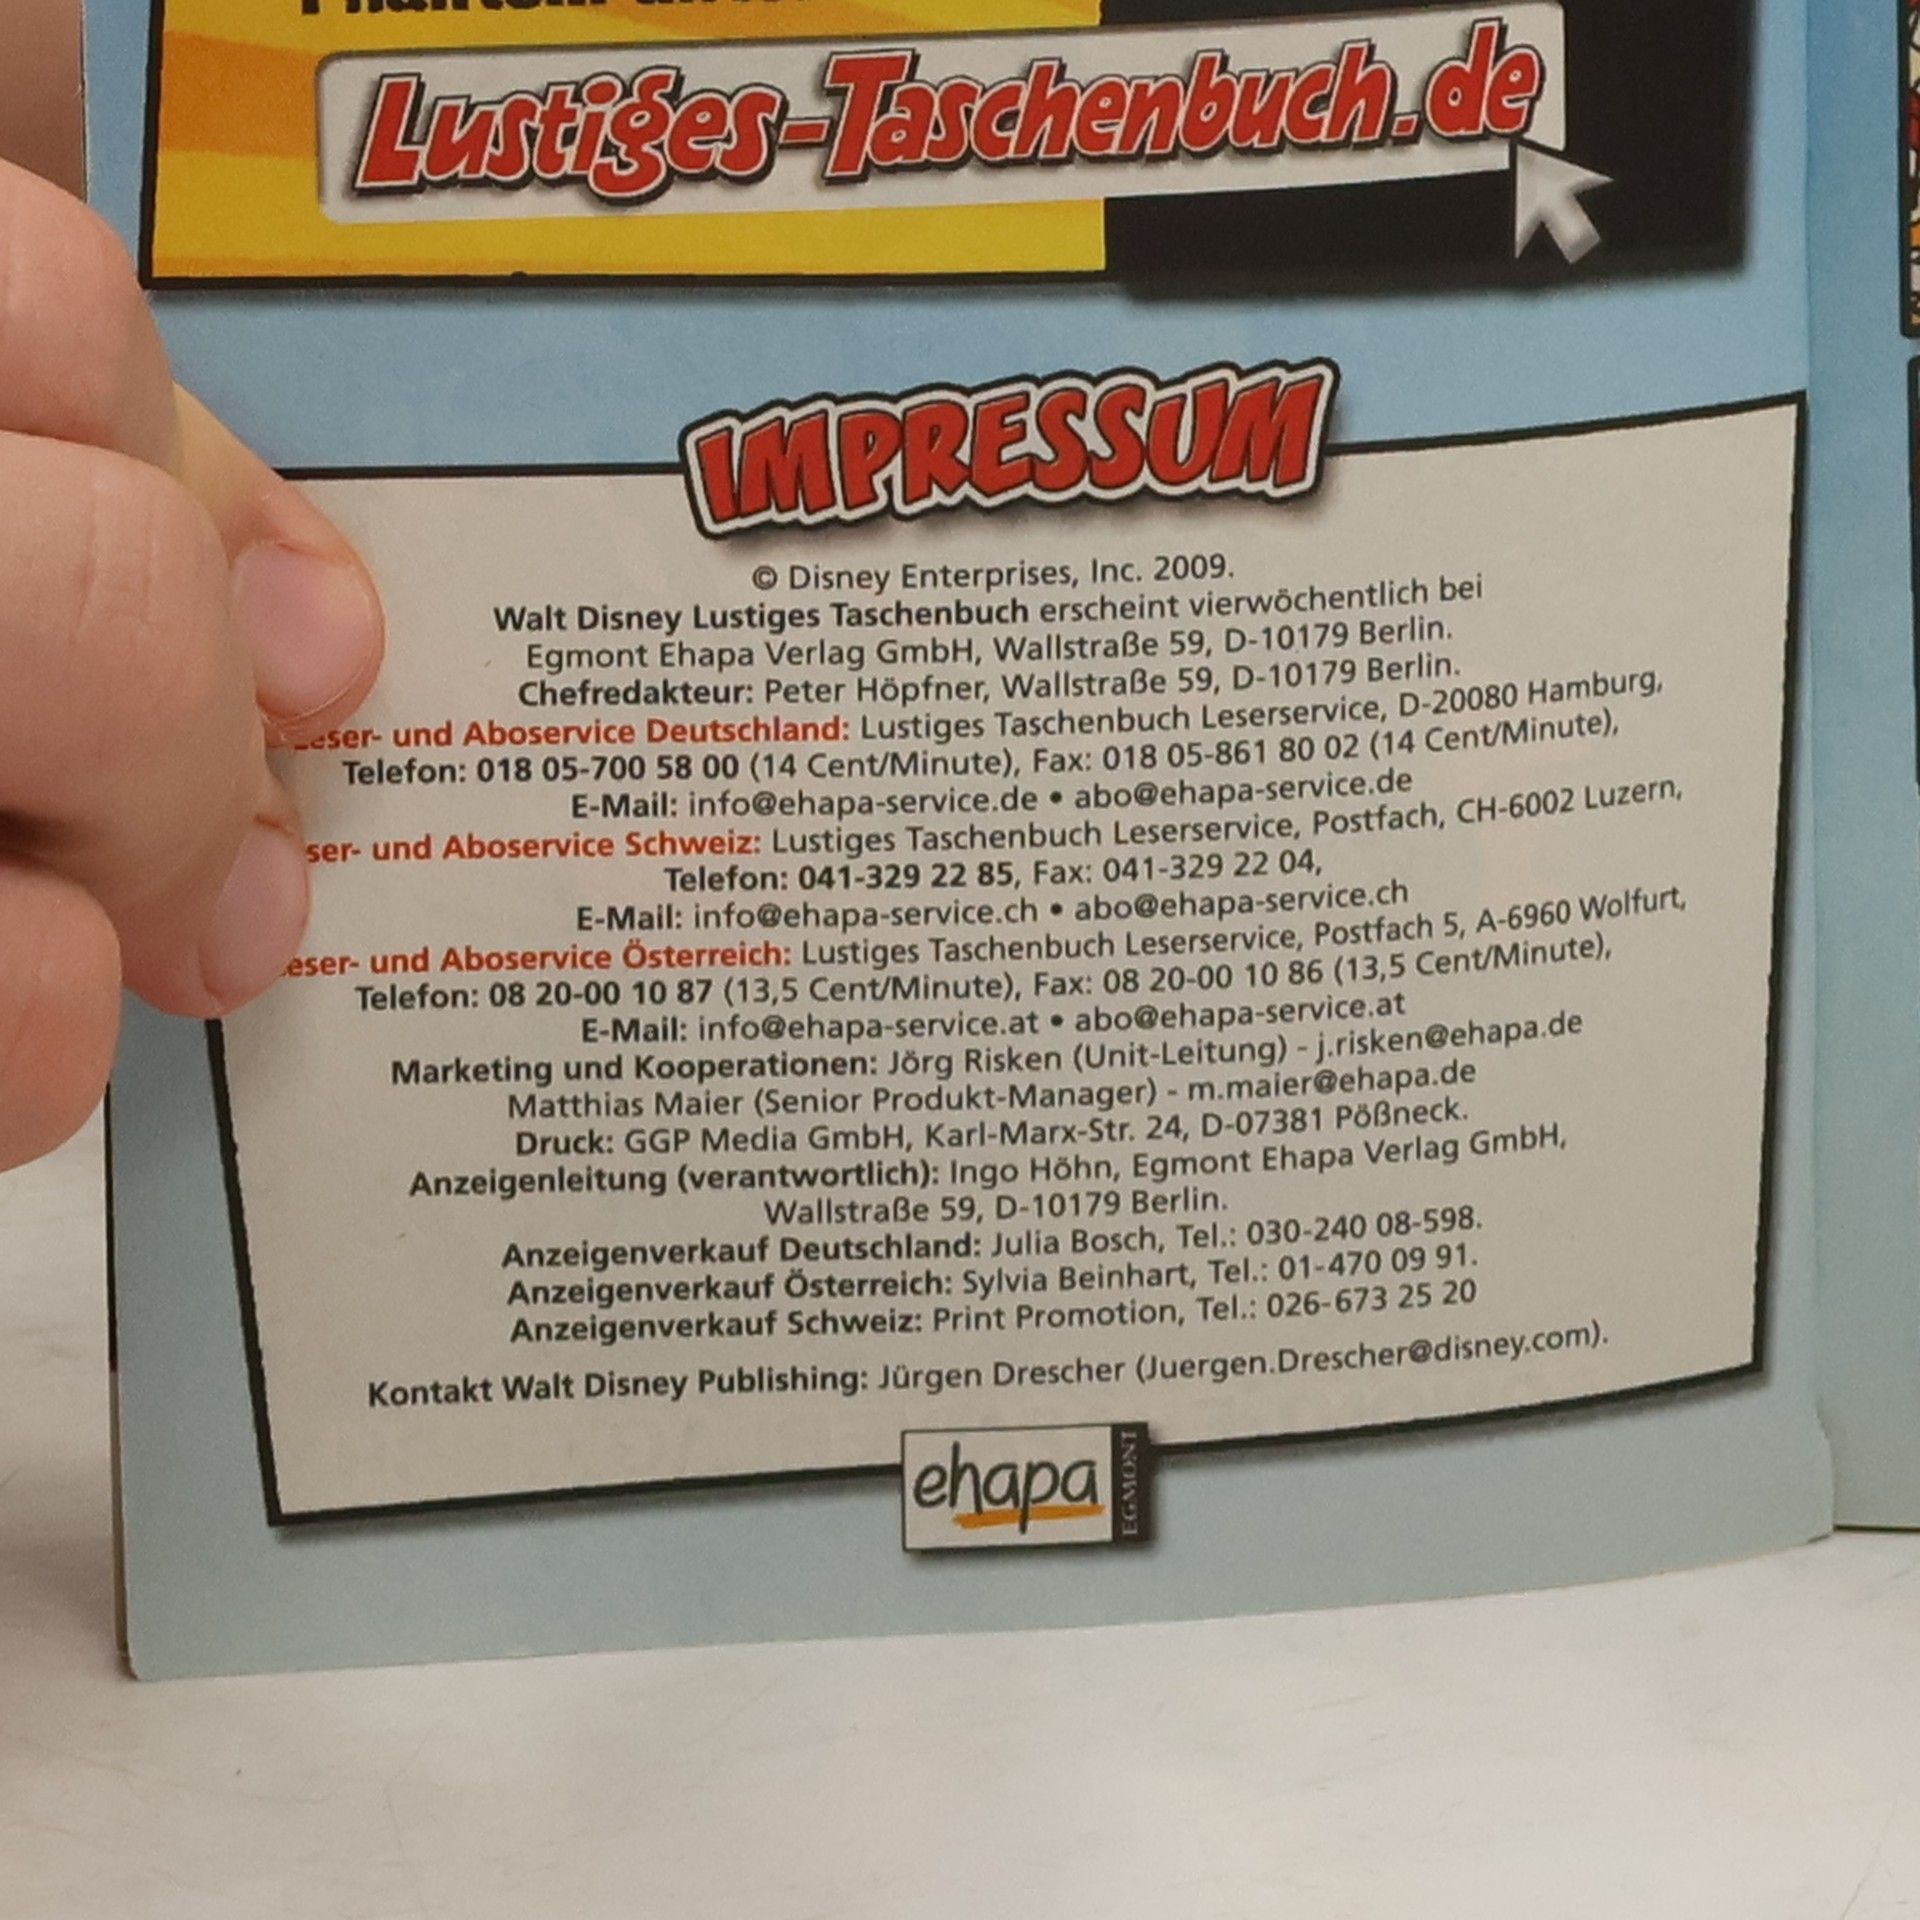 Lustiges-Taschenbuch.de
IMPRESSUM
© Disney Enterprises, Inc. 2009.
Walt Disney Lustiges Taschenbuch erscheint vierwöchentlich bei
Egmont Ehapa Verlag GmbH, Wallstraße 59, D-10179 Berlin.
Chefredakteur: Peter Höpfner, Wallstraße 59, D-10179 Berlin.
eser- und Aboservice Deutschland: Lustiges Taschenbuch Leserservice, D-20080 Hamburg,
Telefon: 018 05-700 58 00 (14 Cent/Minute), Fax: 018 05-861 80 02 (14 Cent/Minute),
E-Mail: info@ehapa-service.de • abo@ehapa-service.de
ser- und Aboservice Schweiz: Lustiges Taschenbuch Leserservice, Postfach, CH-6002 Luzern,
Telefon: 041-329 22 85, Fax: 041-329 22 04,
E-Mail: info@ehapa-service.ch • abo@ehapa-service.ch
eser- und Aboservice Österreich: Lustiges Taschenbuch Leserservice, Postfach 5, A-6960 Wolfurt,
Telefon: 08 20-00 10 87 (13,5 Cent/Minute), Fax: 08 20-00 10 86 (13,5 Cent/Minute),
E-Mail: info@ehapa-service.at • abo@ehapa-service.at
Marketing und Kooperationen: Jörg Risken (Unit-Leitung) - j.risken@ehapa.de
Matthias Maier (Senior Produkt-Manager) - m.maier@ehapa.de
Druck: GGP Media GmbH, Karl-Marx-Str. 24, D-07381 Pößneck.
Anzeigenleitung (verantwortlich): Ingo Höhn, Egmont Ehapa Verlag GmbH,
Wallstraße 59, D-10179 Berlin.
Anzeigenverkauf Deutschland: Julia Bosch, Tel.: 030-240 08-598.
Anzeigenverkauf Österreich: Sylvia Beinhart, Tel.: 01-470 09 91.
Anzeigenverkauf Schweiz: Print Promotion, Tel.: 026-673 25 20
Kontakt Walt Disney Publishing: Jürgen Drescher (Juergen.Drescher@disney.com).
ehapa
EGMONT